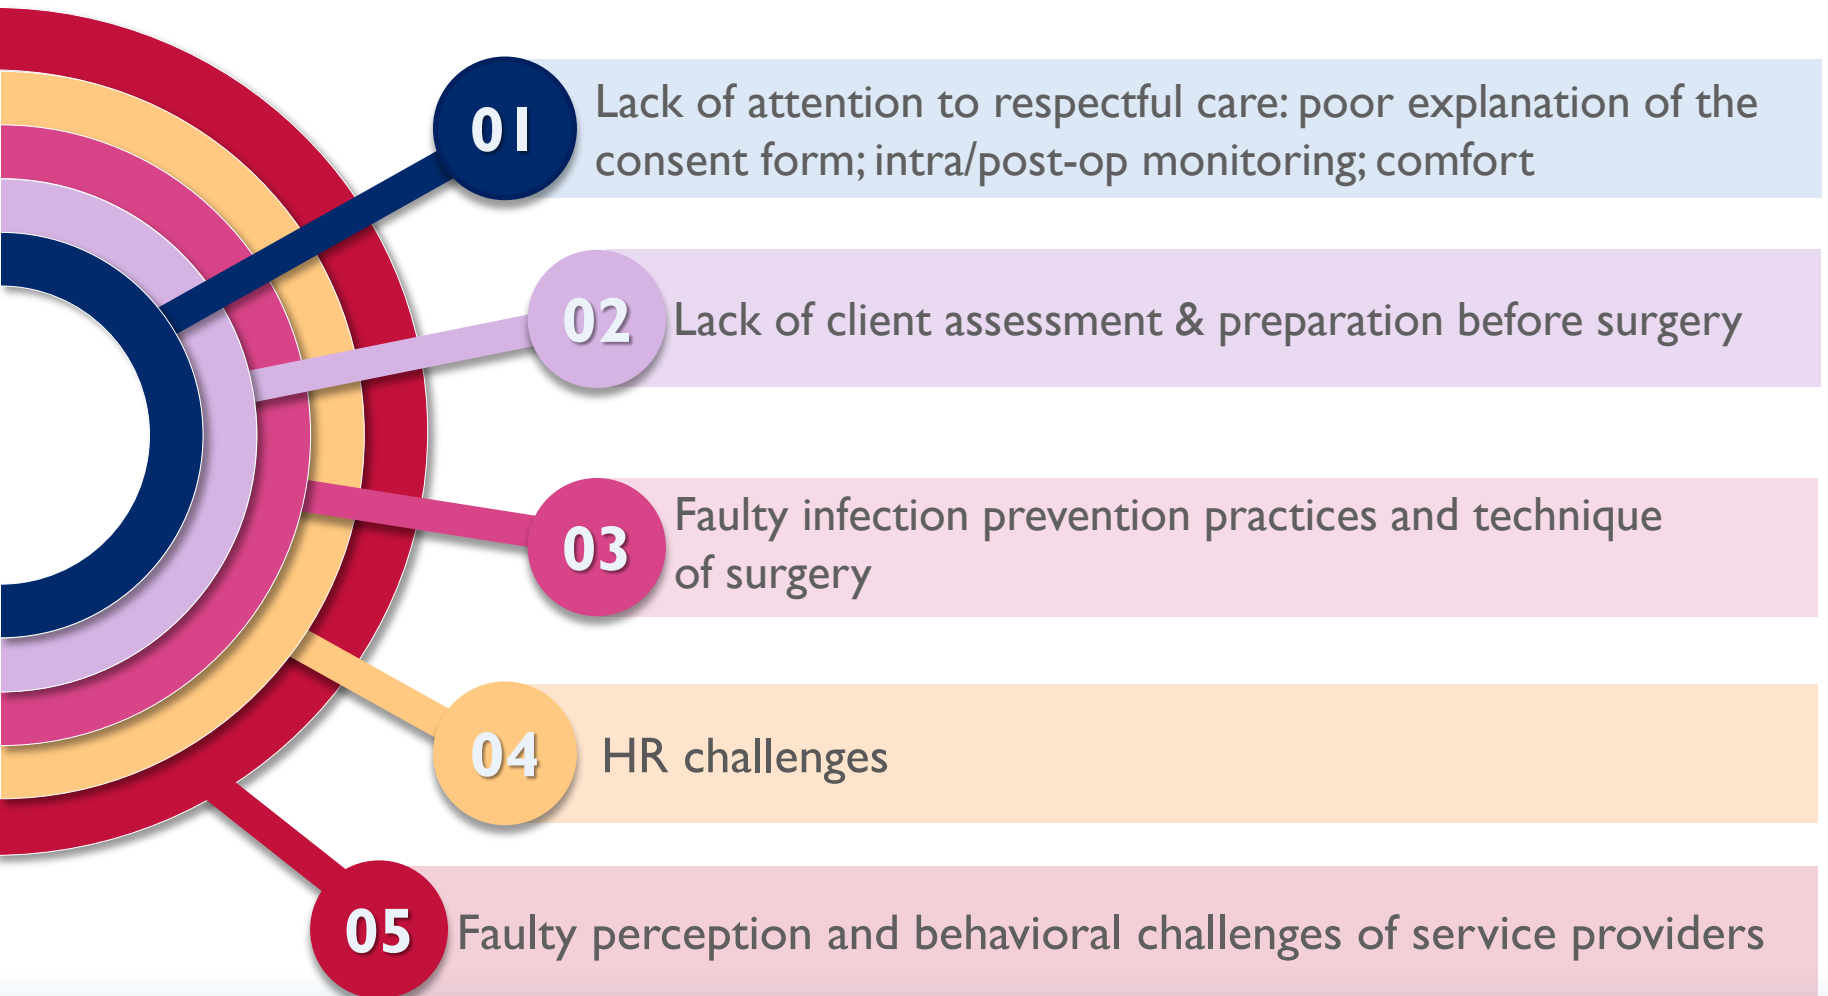 01
Lack of attention to respectful care: poor explanation of the
consent form; intra/post-op monitoring; comfort
02
Lack of client assessment & preparation before surgery
03
Faulty infection prevention practices and technique
of surgery
04
HR challenges
05
Faulty perception and behavioral challenges of service providers